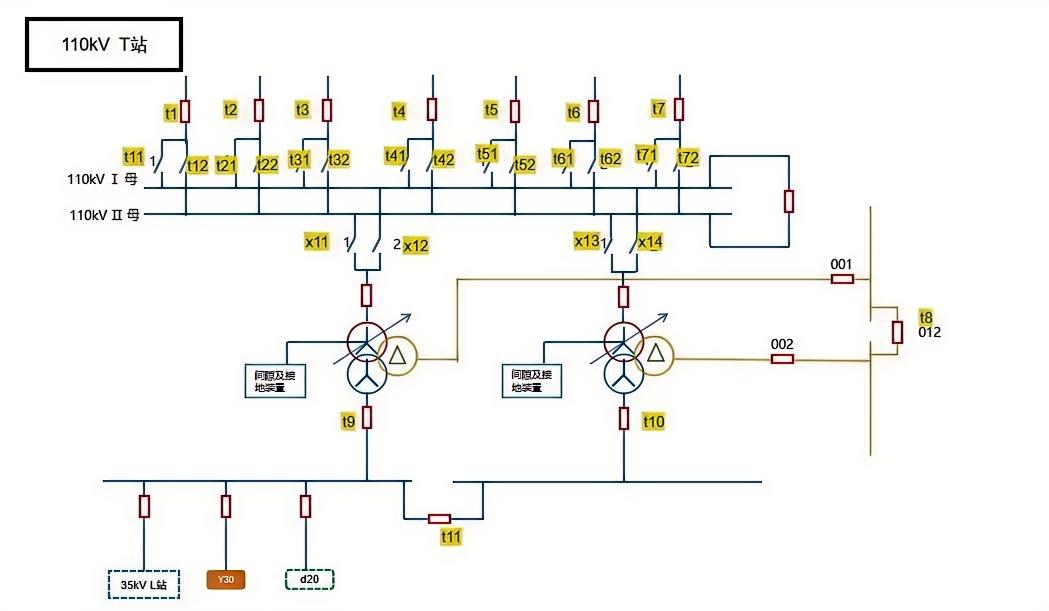 110kV T站
t1
t2
t3
t4
t5
t6
t7
t11
1
t12
t21
t22
t31
t32
t41
t42
t51
t52
t61
t62
t71
t72
2
110kV I 母
110kV II 母
x11
1
2
x12
x13
1
x14
001
t8
012
002
△
△
间隙及接
地装置
间隙及接
地装置
t9
t10
t11
35kV L站
Y30
d20